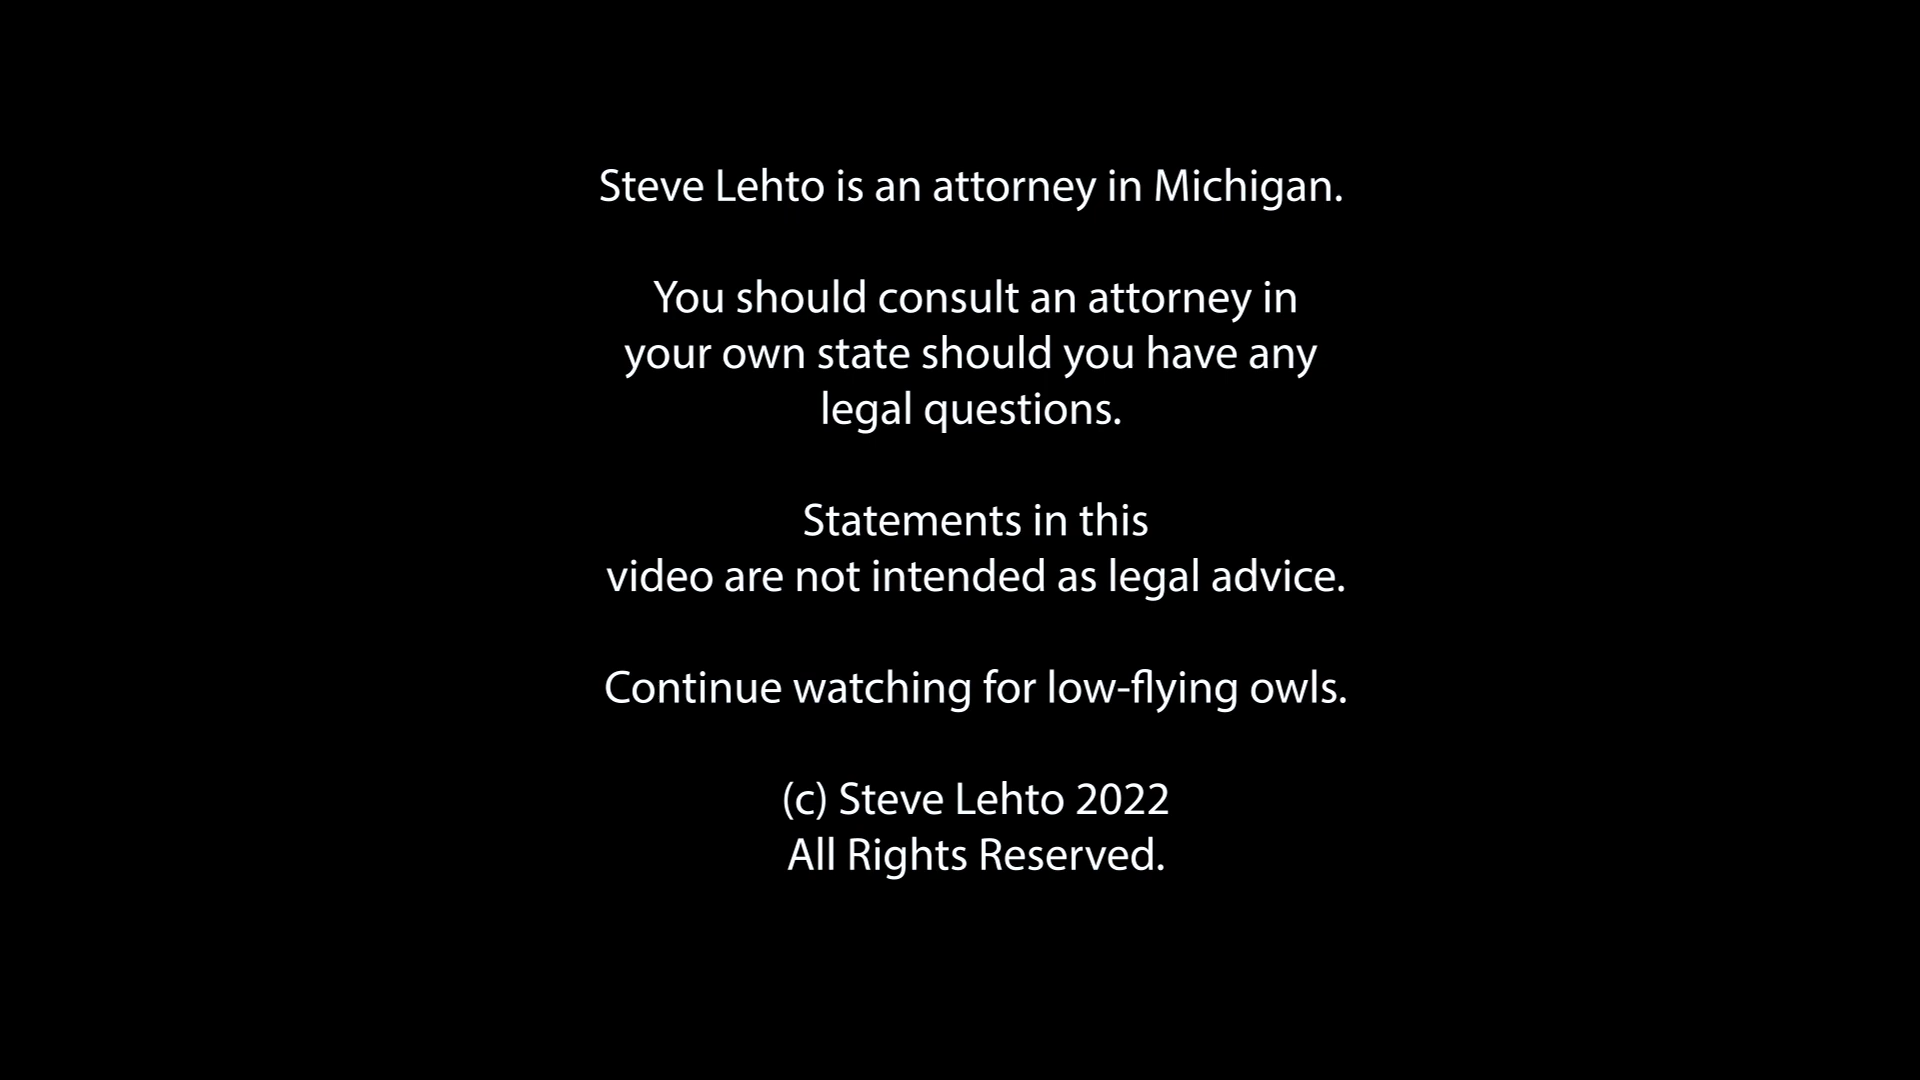 Steve Lehto is an attorney in Michigan.
You should consult an attorney in
your own state should you have any
legal questions.
Statements in this
video are not intended as legal advice.
Continue watching for low-flying owls.
(c) Steve Lehto 2022
All Rights Reserved.